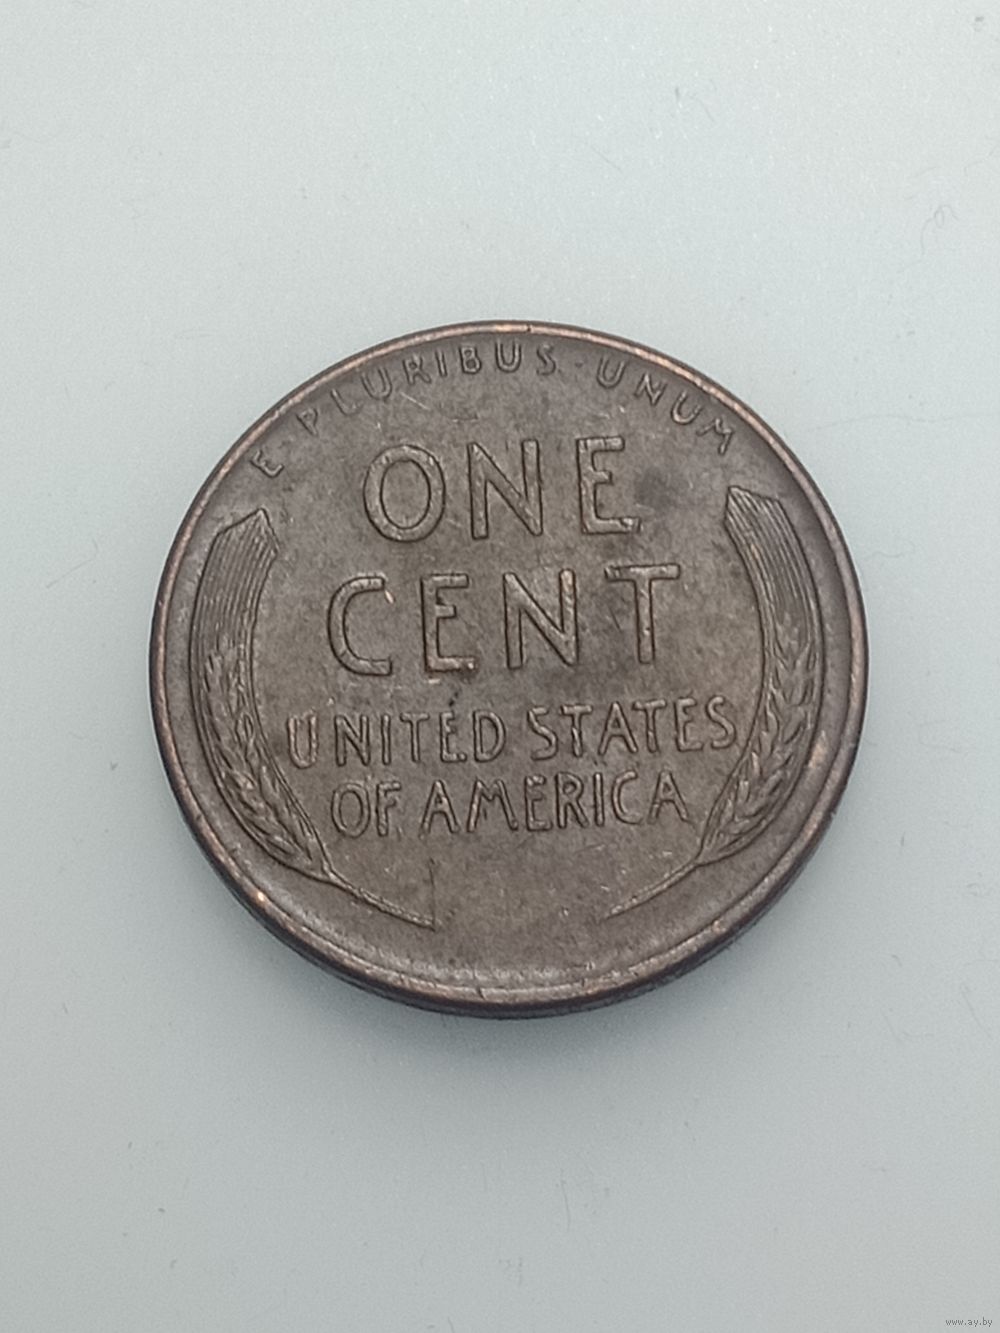 E · PLURIBUS · UNUM
ONE
CENT
UNITED STATES
OF AMERICA
www.ay.by